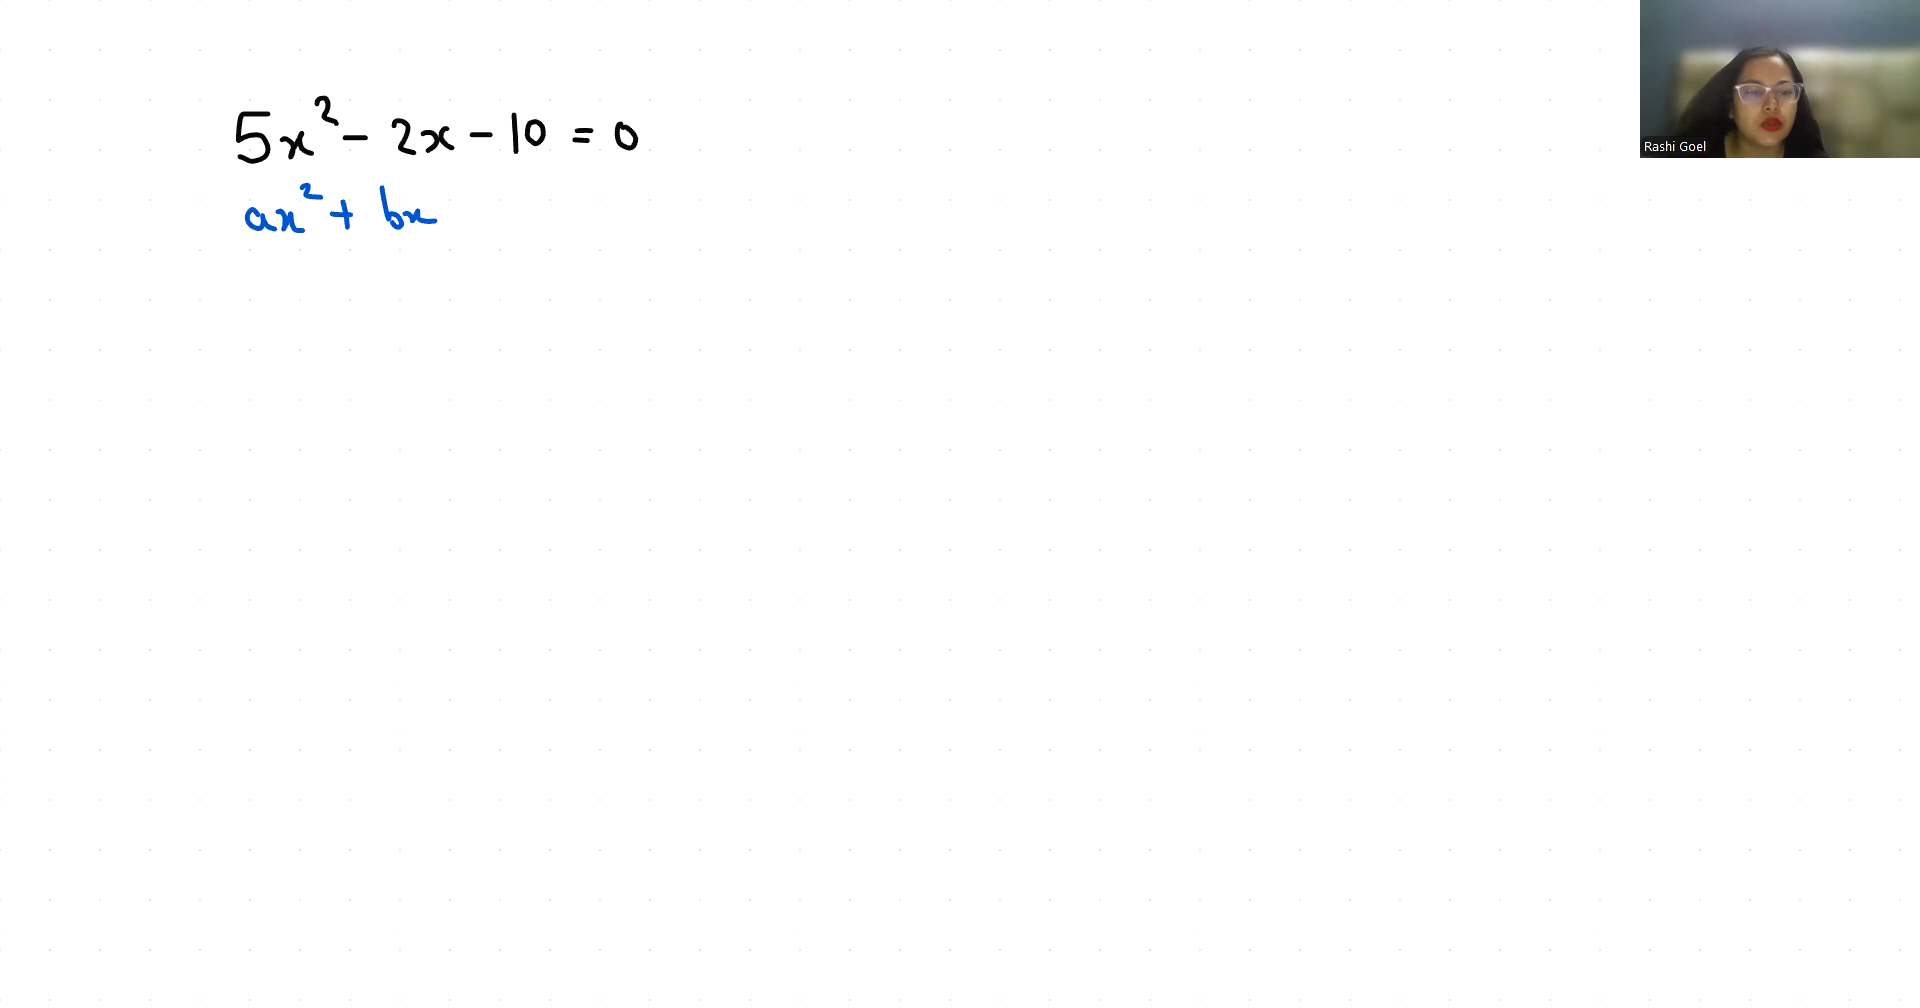 5x² - 2x - 10 = 0
ax² + bx
Rashi Goel